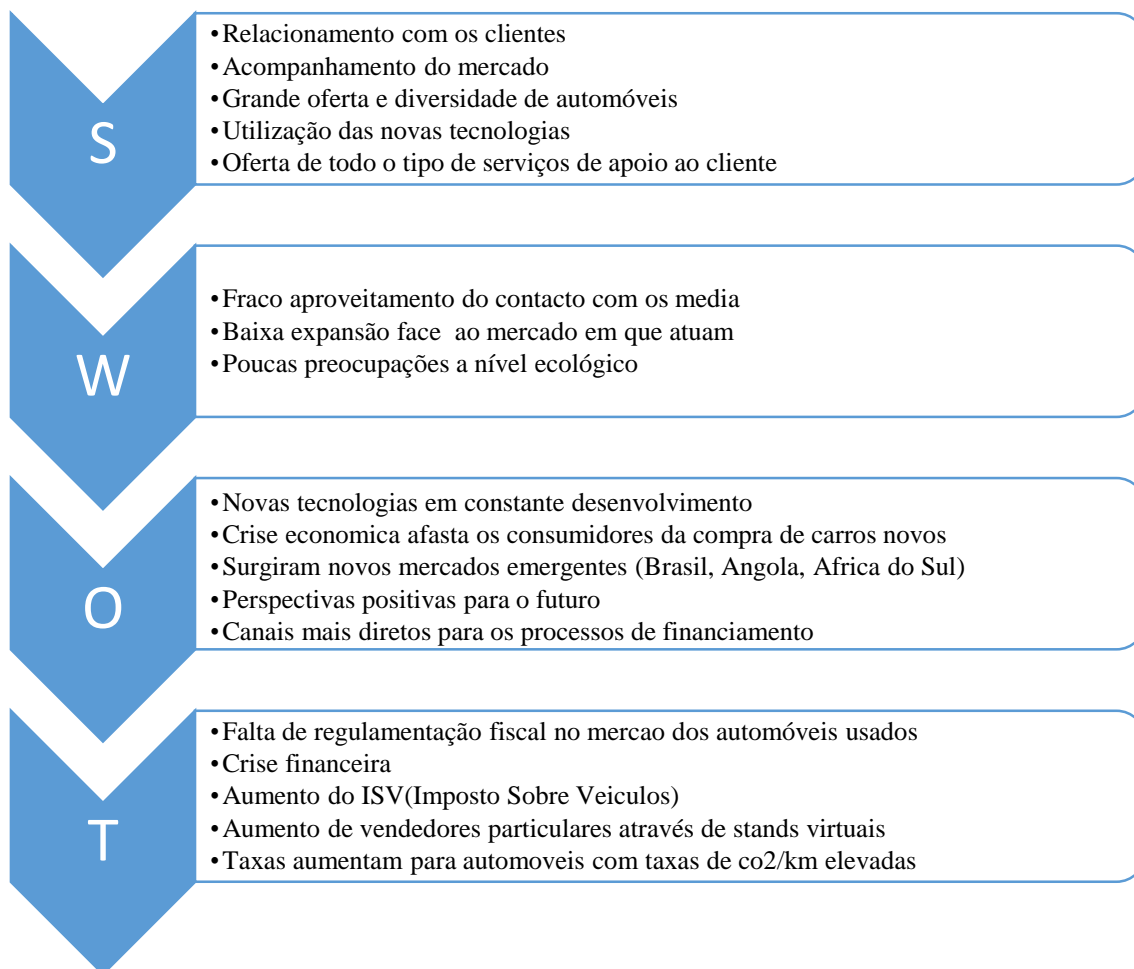 S
•Relacionamento com os clientes
•Acompanhamento do mercado
•Grande oferta e diversidade de automóveis
•Utilização das novas tecnologias
•Oferta de todo o tipo de serviços de apoio ao cliente
W
•Fraco aproveitamento do contacto com os media
•Baixa expansão face  ao mercado em que atuam
•Poucas preocupações a nível ecológico
O
•Novas tecnologias em constante desenvolvimento
•Crise economica afasta os consumidores da compra de carros novos
•Surgiram novos mercados emergentes (Brasil, Angola, Africa do Sul)
•Perspectivas positivas para o futuro
•Canais mais diretos para os processos de financiamento
T
•Falta de regulamentação fiscal no mercao dos automóveis usados
•Crise financeira
•Aumento do ISV(Imposto Sobre Veiculos)
•Aumento de vendedores particulares através de stands virtuais
•Taxas aumentam para automoveis com taxas de co2/km elevadas